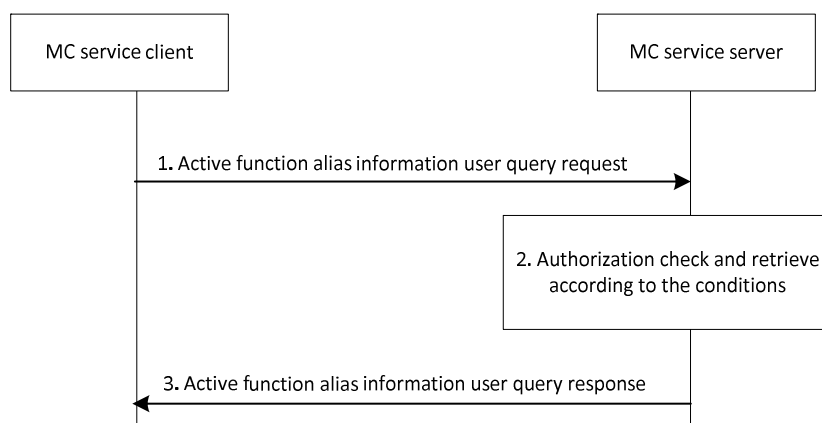 MC service client
MC service server
1. Active function alias information user query request
2. Authorization check and retrieve
according to the conditions
3. Active function alias information user query response